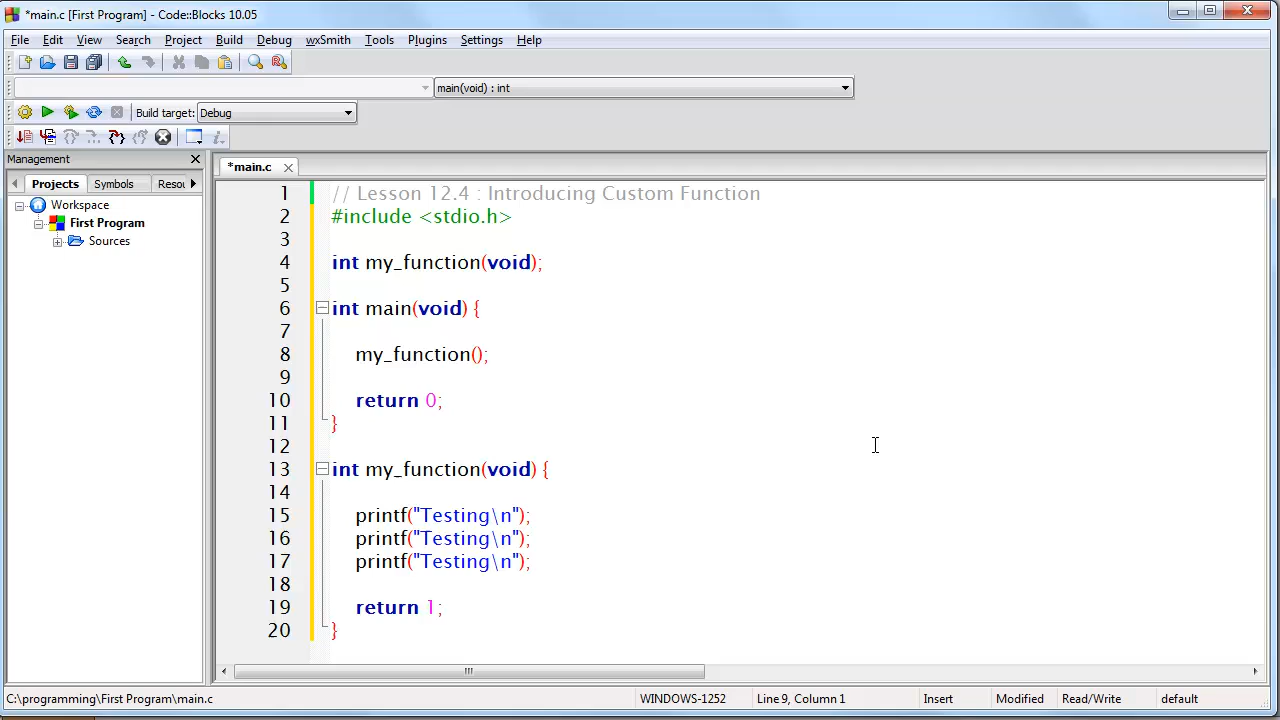 *main.c [First Program] - Code::Blocks 10.05
File Edit View Search Project Build Debug wxSmith Tools Plugins Settings Help
main(void) : int
Build target: Debug
Management
Projects Symbols Resou
Workspace
First Program
Sources
*main.c
1 // Lesson 12.4 : Introducing Custom Function
2 #include <stdio.h>
3
4 int my_function(void);
5
6 int main(void) {
7
8 my_function();
9
10 return 0;
11 }
12
13 int my_function(void) {
14
15 printf("Testing\n");
16 printf("Testing\n");
17 printf("Testing\n");
18
19 return 1;
20 }
C:\programming\First Program\main.c WINDOWS-1252 Line 9, Column 1 Insert Modified Read/Write default